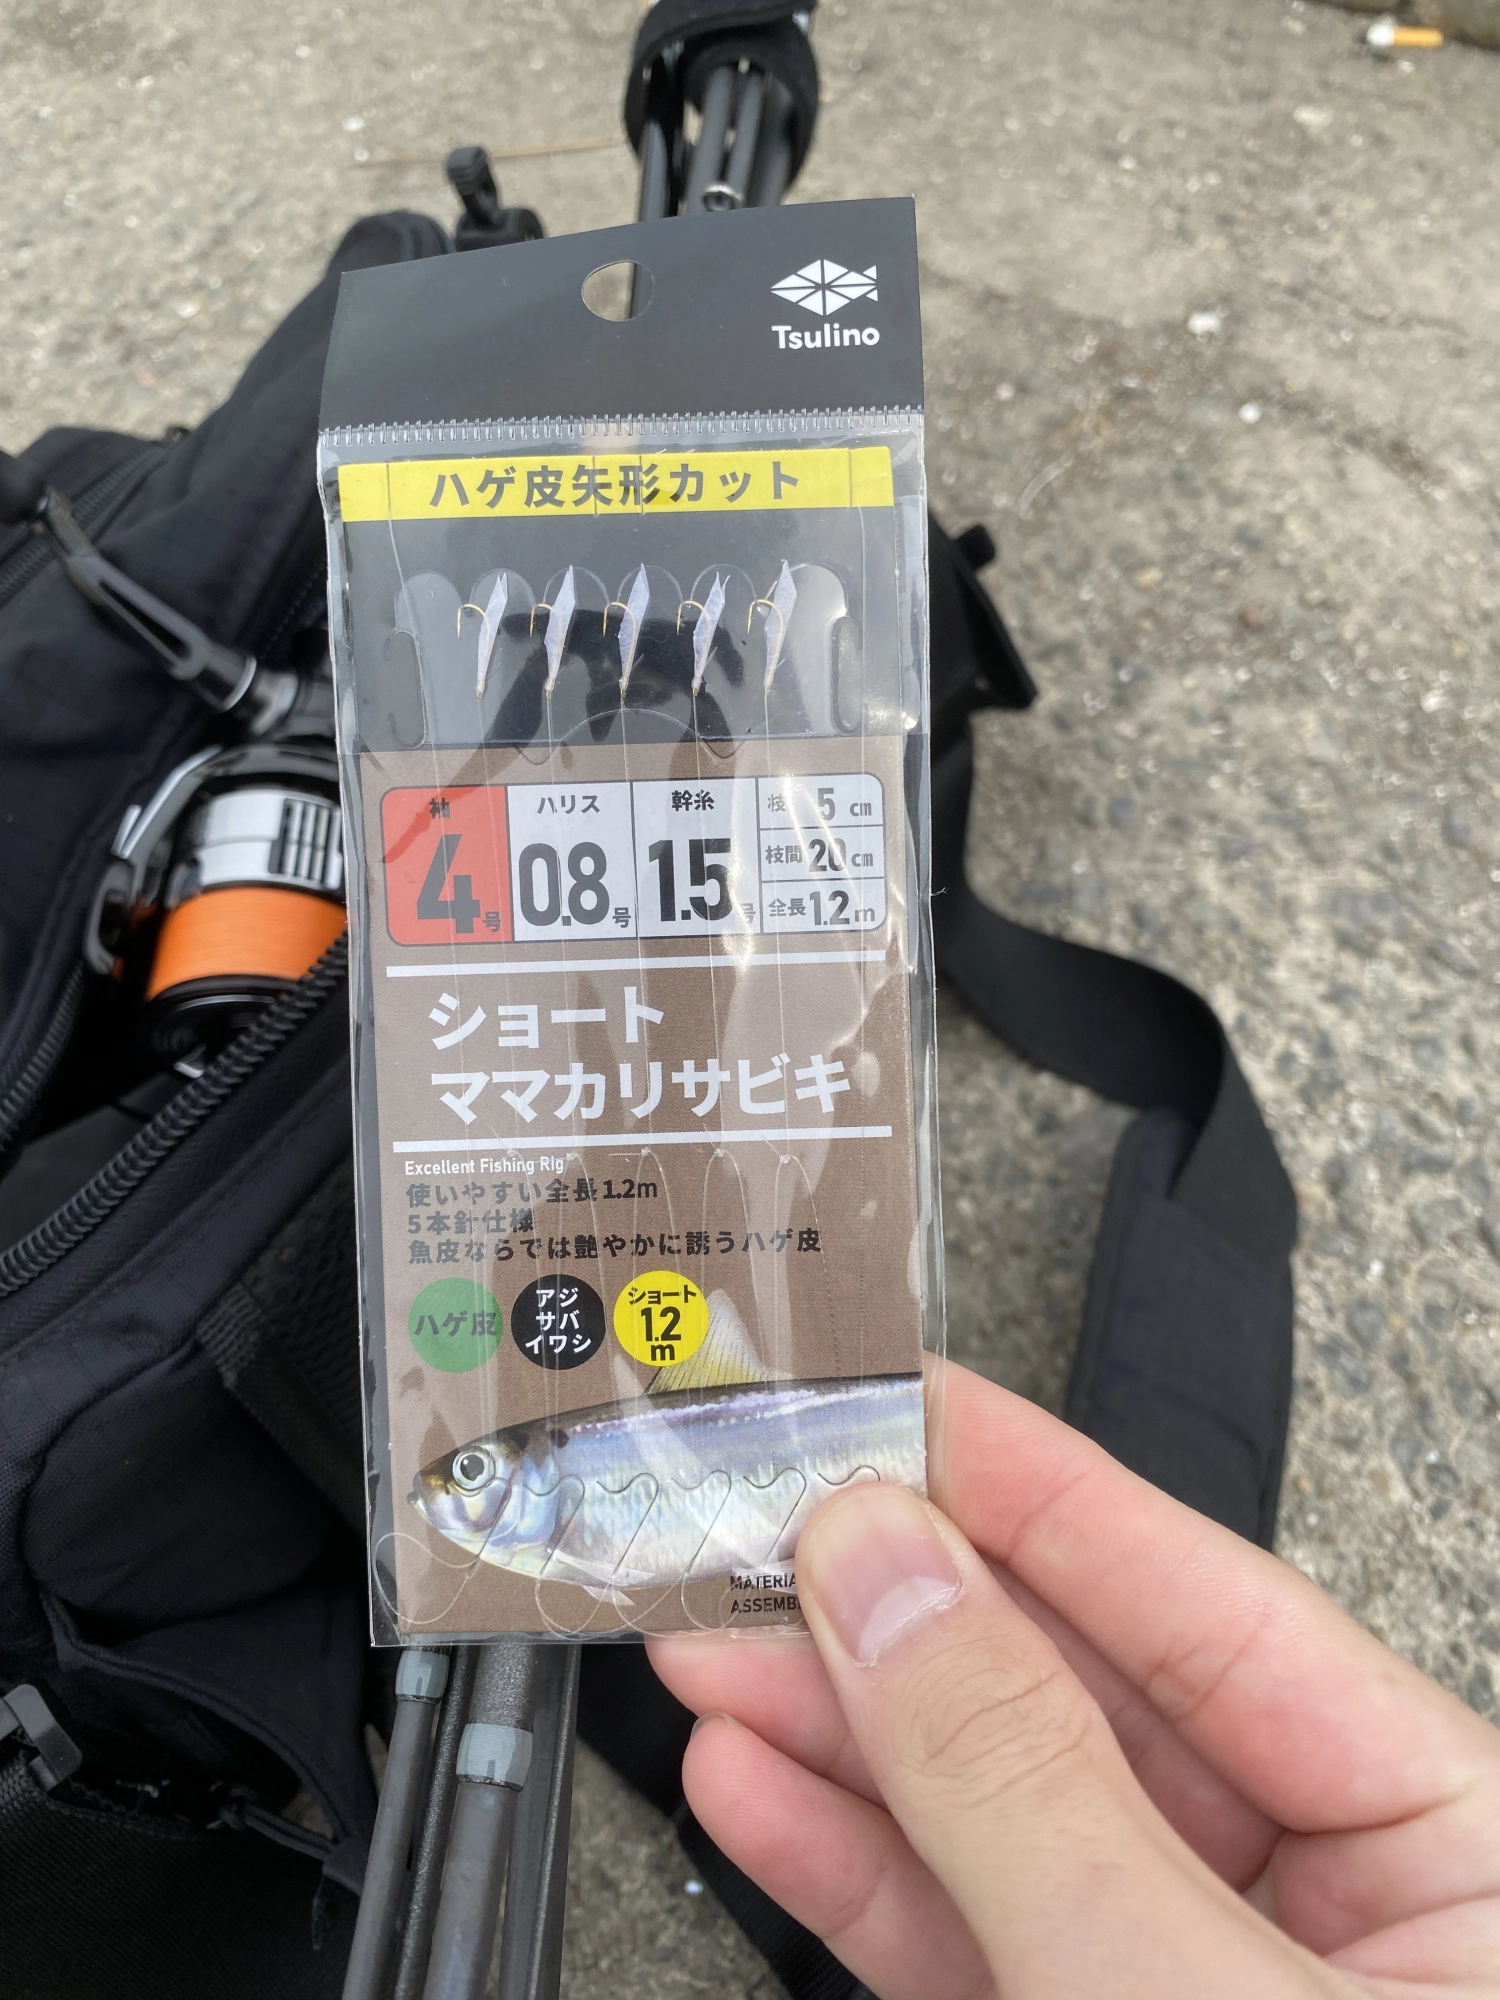 Tsulino
ハゲ皮矢形カット
袖 4号
ハリス 0.8号
幹糸 1.5号
枝 5cm
枝間 20cm
全長 1.2m
ショート
ママカリサビキ
Excellent Fishing Rig
使いやすい全長1.2m
5本針仕様
魚皮ならでは艶やかに誘うハゲ皮
ハゲ皮
アジ
サバ
イワシ
ショート
1.2
m